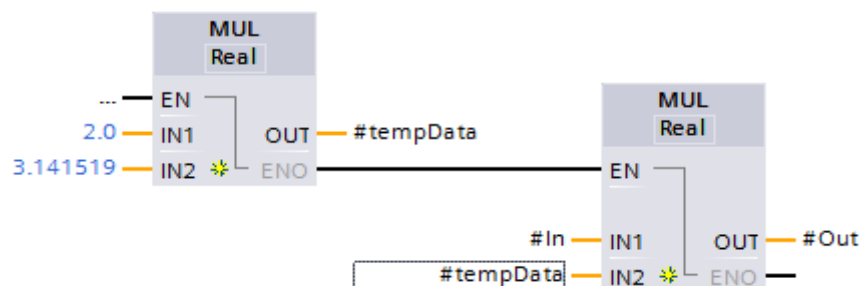 MUL
Real
... EN
2.0 IN1 OUT #tempData
3.141519 IN2 ENO
MUL
Real
EN
#In IN1 OUT #Out
#tempData IN2 ENO